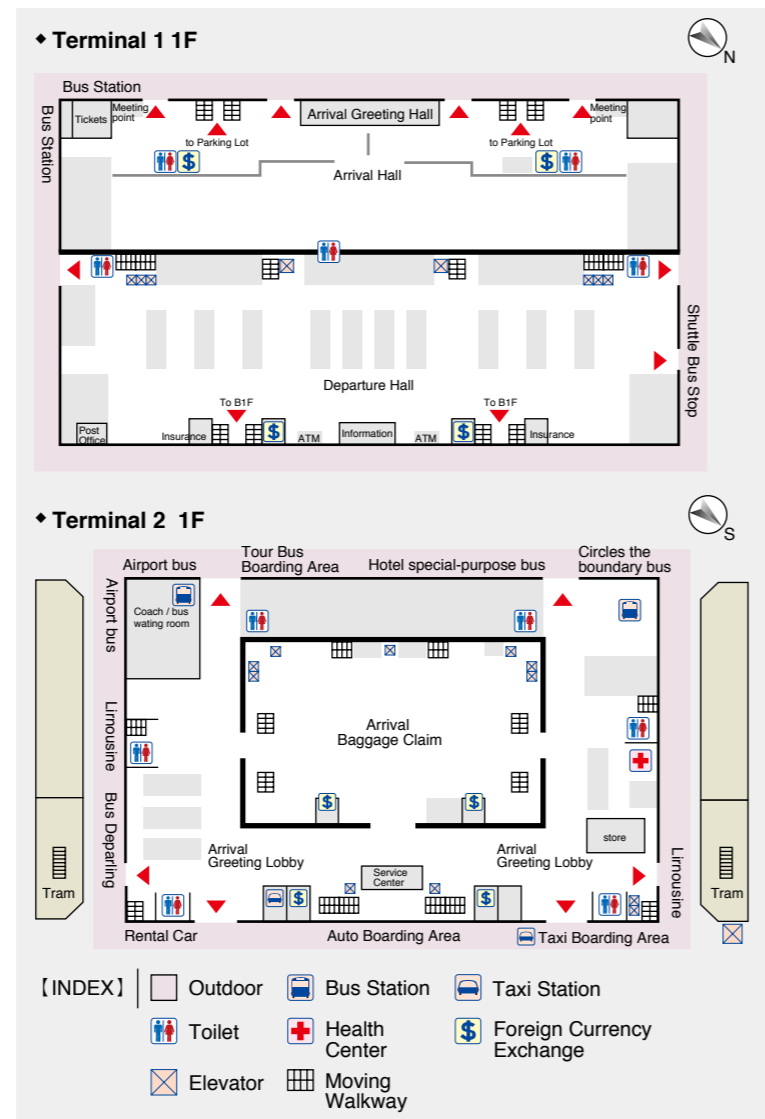 ◆ Terminal 1 1F
N
Bus Station
Bus Station
Tickets
Meeting
point
Arrival Greeting Hall
Meeting
point
to Parking Lot
to Parking Lot
$
$
Arrival Hall
Departure Hall
Shuttle Bus Stop
To B1F
To B1F
Post
Office
Insurance
$
ATM
Information
ATM
$
Insurance
◆ Terminal 2 1F
S
Airport bus
Tour Bus
Boarding Area
Hotel special-purpose bus
Circles the
boundary bus
Airport bus
Coach / bus
wating room
Limousine
Arrival
Baggage Claim
Bus Deparling
$
$
store
Arrival
Greeting Lobby
Arrival
Greeting Lobby
Service
Center
Limousine
Tram
Tram
$
$
Rental Car
Auto Boarding Area
Taxi Boarding Area
【INDEX】
Outdoor
Bus Station
Taxi Station
Toilet
Health
Center
$
Foreign Currency
Exchange
Elevator
Moving
Walkway